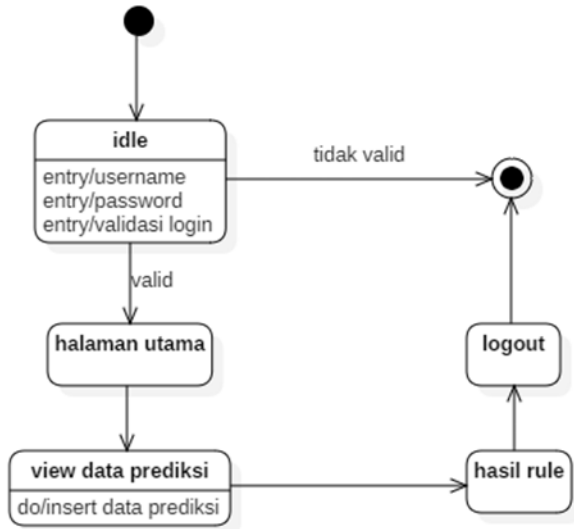 idle
entry/username
entry/password
entry/validasi login
tidak valid
valid
halaman utama
logout
view data prediksi
do/insert data prediksi
hasil rule